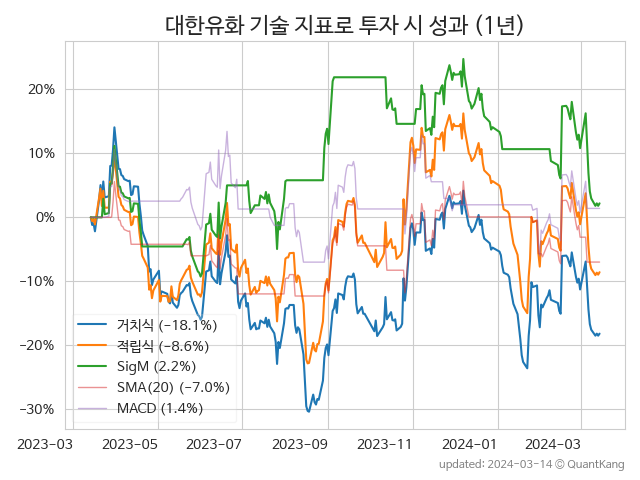 대한유화 기술 지표로 투자 시 성과 (1년)
20%
10%
0%
−10%
−20%
−30%
거치식 (−18.1%)
적립식 (−8.6%)
SigM (2.2%)
SMA(20) (−7.0%)
MACD (1.4%)
2023-03 2023-05 2023-07 2023-09 2023-11 2024-01 2024-03
updated: 2024-03-14 © QuantKang